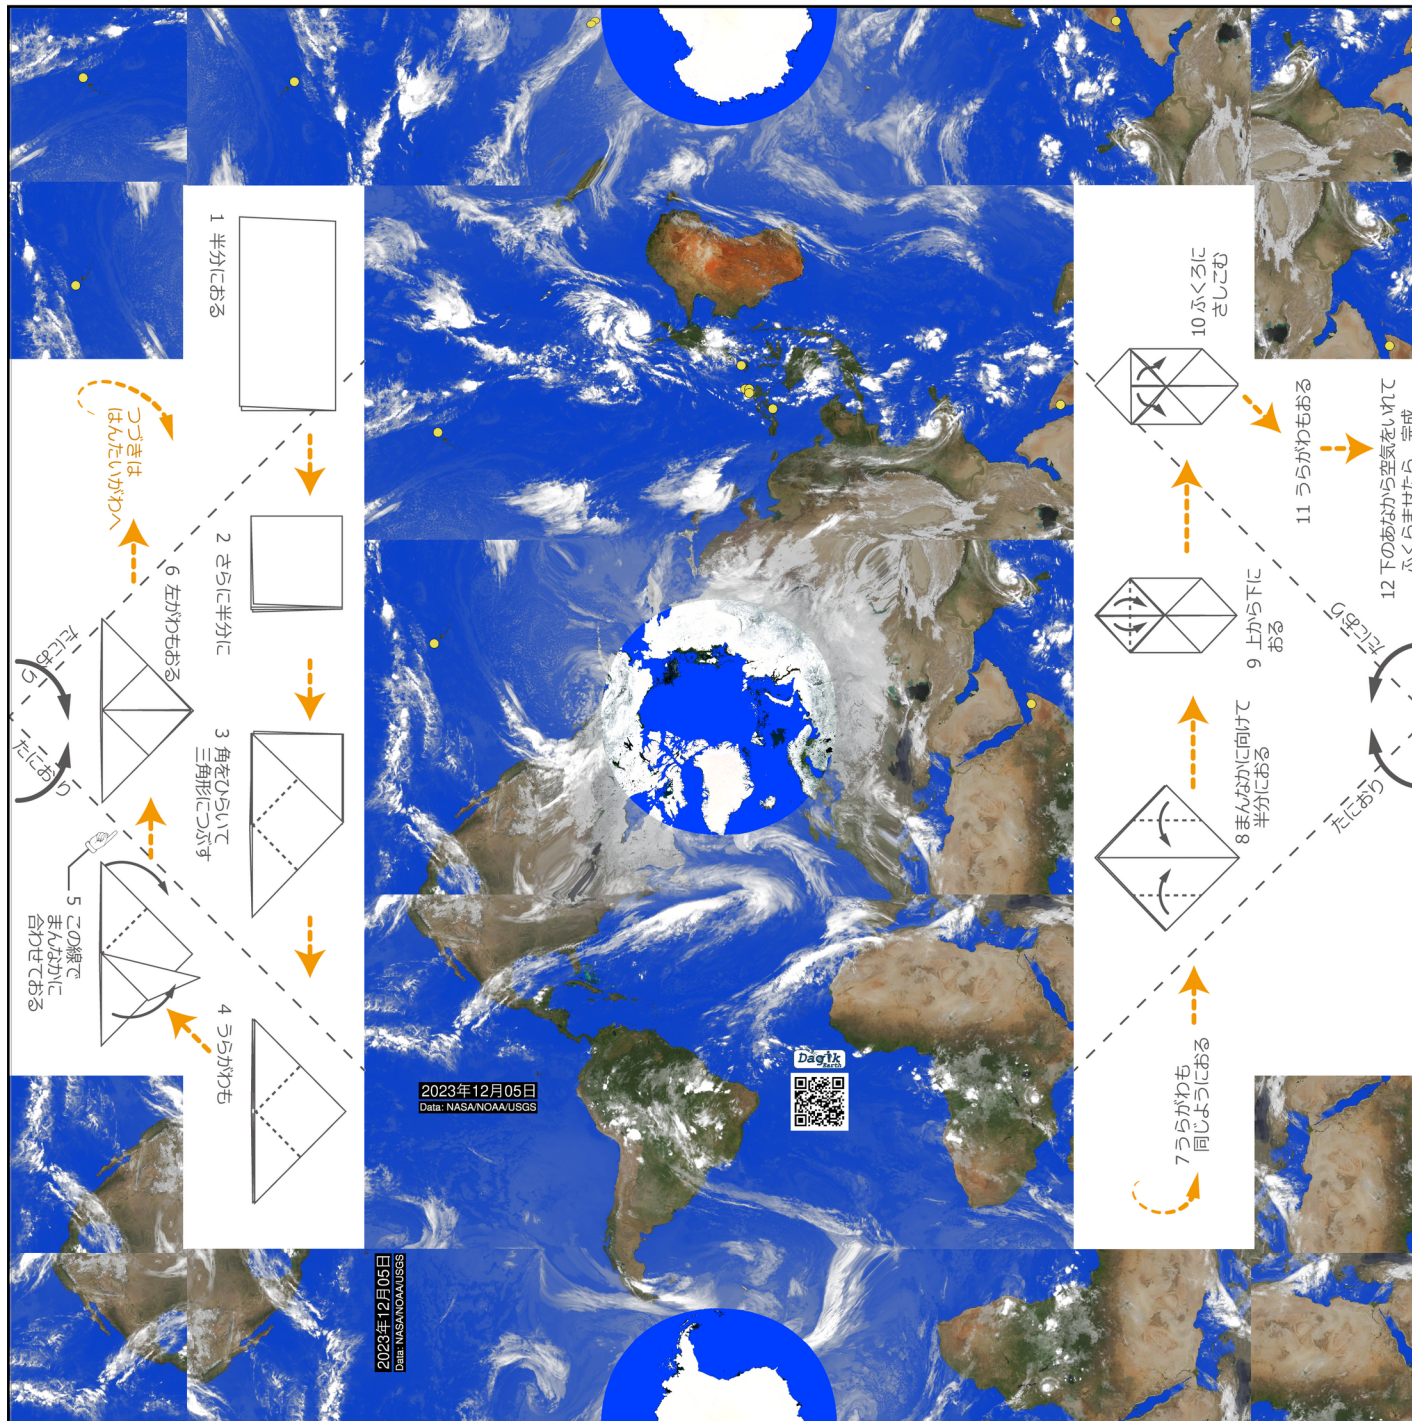 1 半分におる
2 さらに半分に
3 角をひらいて
三角形につぶす
4 うらがわも
5 この線で
まんなかに
合わせておる
6 左がわもおる
つづきは
はんたいがわへ
たにおり
たにおり
7 うらがわも
同じようにおる
8 まんなかに向けて
半分におる
9 上から下に
おる
10 ふくろに
さしこむ
11 うらがわもおる
12 下のあなから空気をいれて
ふくらませたら、完成
たにおり
たにおり
Dagik
Earth
2023年12月05日
Data: NASA/NOAA/USGS
2023年12月05日
Data: NASA/NOAA/USGS